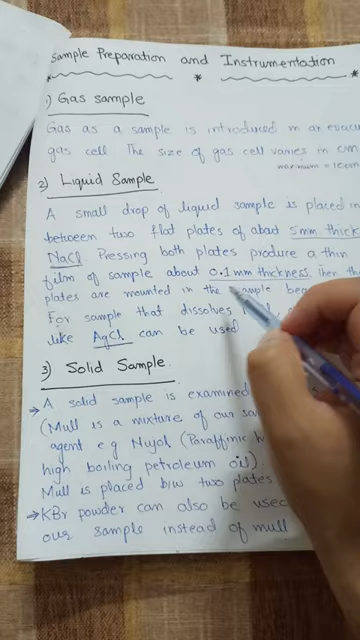 Sample Preparation and Instrumentation
1) Gas sample
Gas as a sample is introduced in an evacu
gas cell. The size of gas cell varies in cm
maximum = 10cm
2) Liquid Sample
A small drop of liquid sample is placed in
between two flat plates of about 5mm thick
NaCl. Pressing both plates produce a thin
film of sample about 0.1 mm thickness. Then the
plates are mounted in the sample bea
For sample that dissolves
like AgCl can be used
3) Solid Sample
→ A solid sample is examined
(Mull is a mixture of our sa
agent e.g Nujol (Paraffinic h
high boiling petroleum oil)
Mull is placed b/w two plates
→ KBr powder can also be used
our sample instead of mull